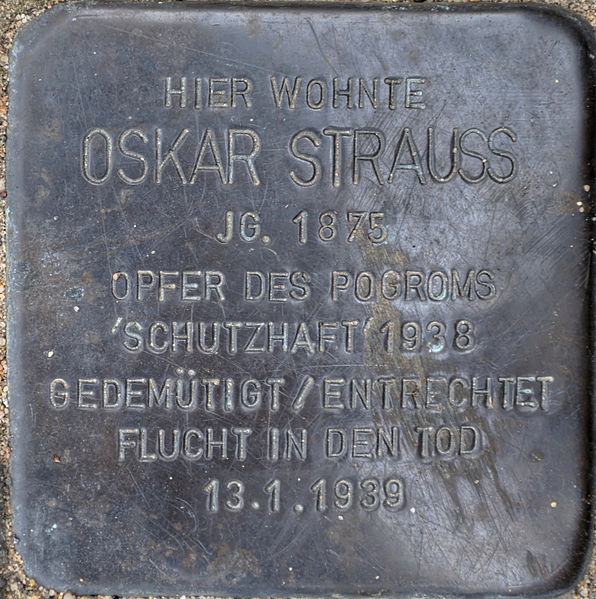 HIER WOHNTE
OSKAR STRAUSS
JG. 1875
OPFER DES POGROMS
'SCHUTZHAFT' 1938
GEDEMÜTIGT/ENTRECHTET
FLUCHT IN DEN TOD
13.1.1939